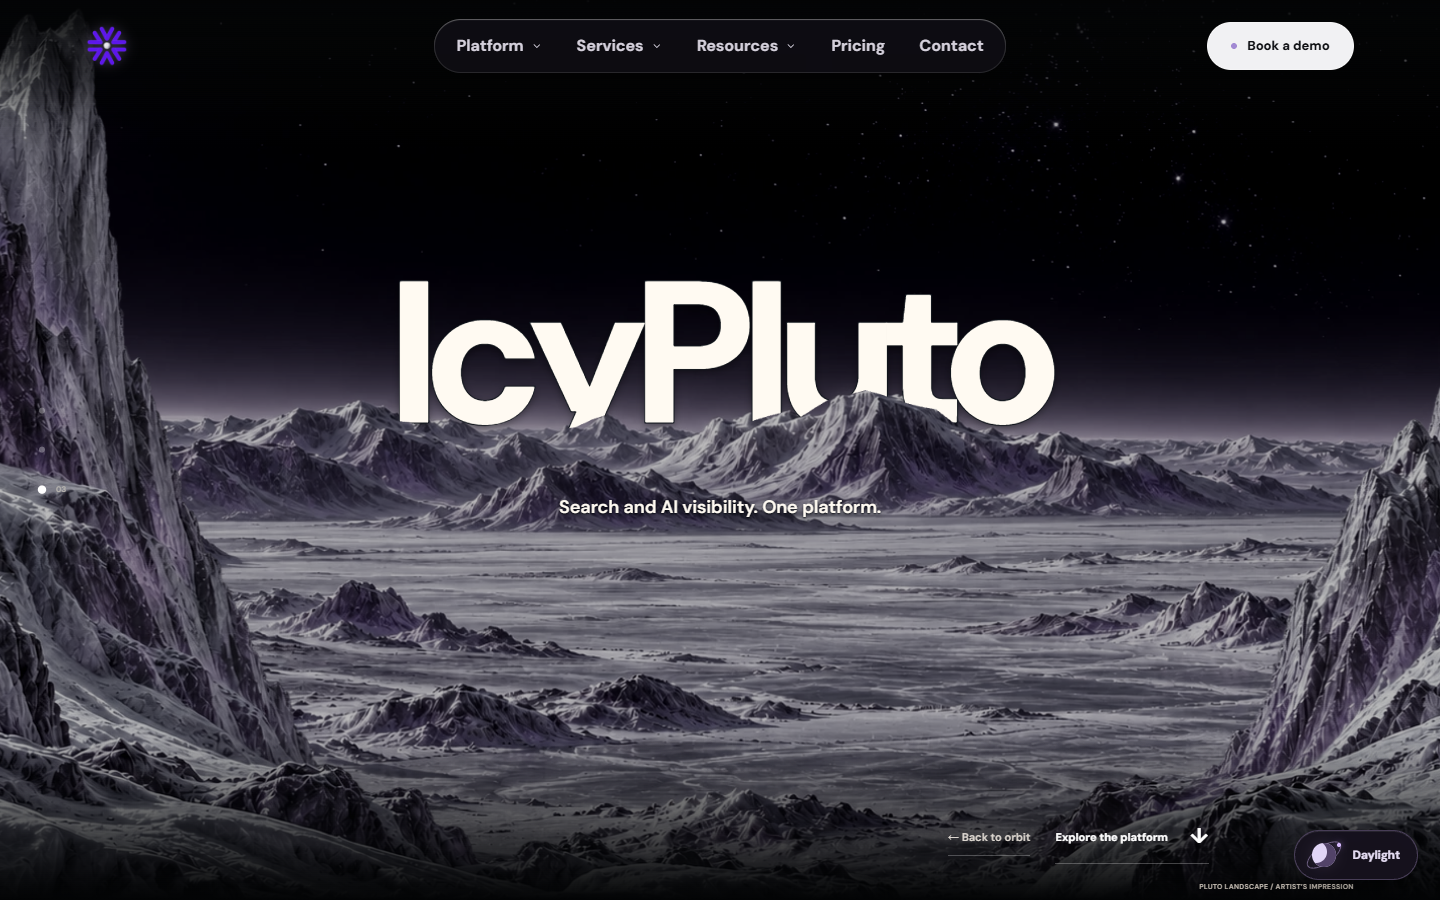 Platform
Services
Resources
Pricing
Contact
Book a demo
IcyPluto
03
Search and AI visibility. One platform.
← Back to orbit
Explore the platform
Daylight
PLUTO LANDSCAPE / ARTIST'S IMPRESSION